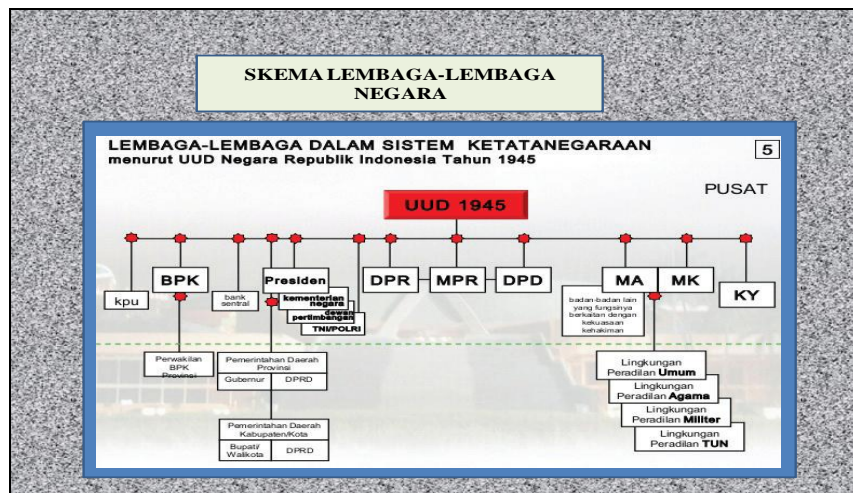 SKEMA LEMBAGA-LEMBAGA
NEGARA
LEMBAGA-LEMBAGA DALAM SISTEM KETATANEGARAAN
menurut UUD Negara Republik Indonesia Tahun 1945
5
PUSAT
UUD 1945
kpu
BPK
bank
sentral
Presiden
kementerian
negara
dewan
pertimbangan
TNI/POLRI
DPR
MPR
DPD
MA
MK
KY
badan-badan lain
yang fungsinya
berkaitan dengan
kekuasaan
kehakiman
Perwakilan
BPK
Provinsi
Pemerintahan Daerah
Provinsi
Gubernur
DPRD
Pemerintahan Daerah
Kabupaten/Kota
Bupati/
Walikota
DPRD
Lingkungan
Peradilan Umum
Lingkungan
Peradilan Agama
Lingkungan
Peradilan Militer
Lingkungan
Peradilan TUN